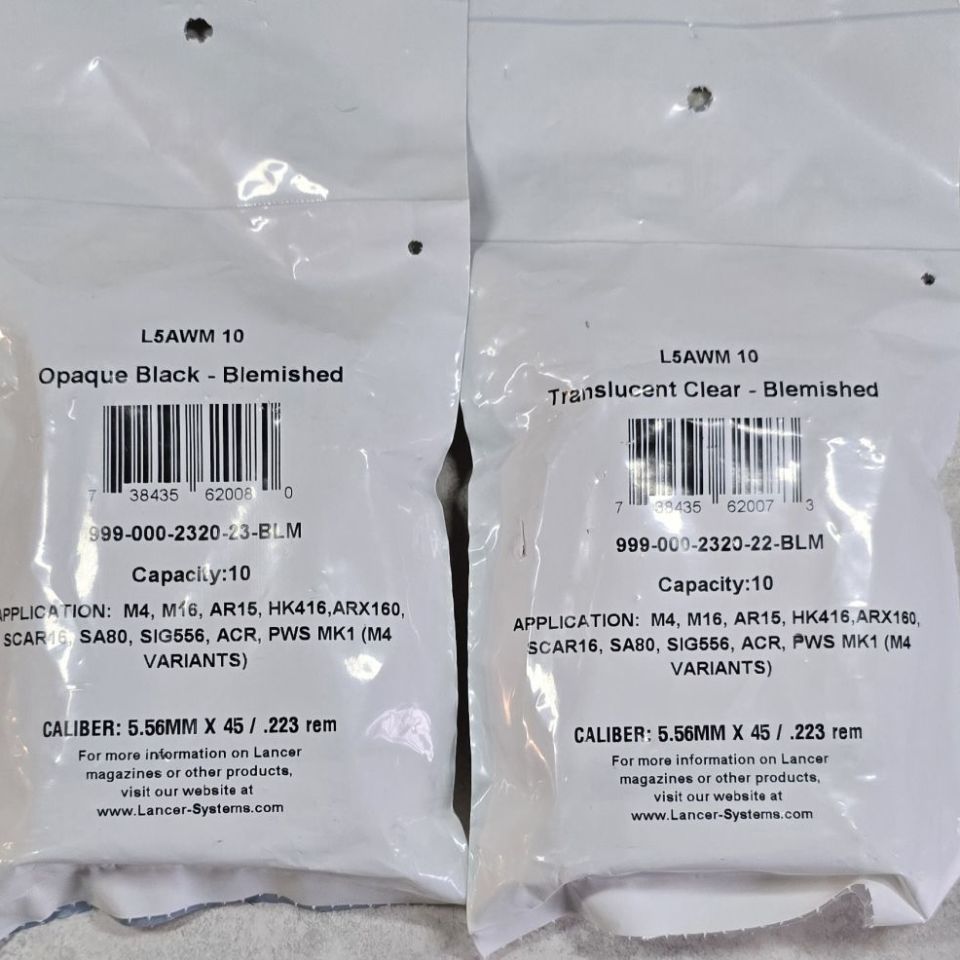 L5AWM 10
Opaque Black - Blemished
7 38435 62008 0
999-000-2320-23-BLM
Capacity:10
APPLICATION: M4, M16, AR15, HK416,ARX160,
SCAR16, SA80, SIG556, ACR, PWS MK1 (M4
VARIANTS)
CALIBER: 5.56MM X 45 / .223 rem
For more information on Lancer
magazines or other products,
visit our website at
www.Lancer-Systems.com
L5AWM 10
Translucent Clear - Blemished
7 38435 62007 3
999-000-2320-22-BLM
Capacity:10
APPLICATION: M4, M16, AR15, HK416,ARX160,
SCAR16, SA80, SIG556, ACR, PWS MK1 (M4
VARIANTS)
CALIBER: 5.56MM X 45 / .223 rem
For more information on Lancer
magazines or other products,
visit our website at
www.Lancer-Systems.com